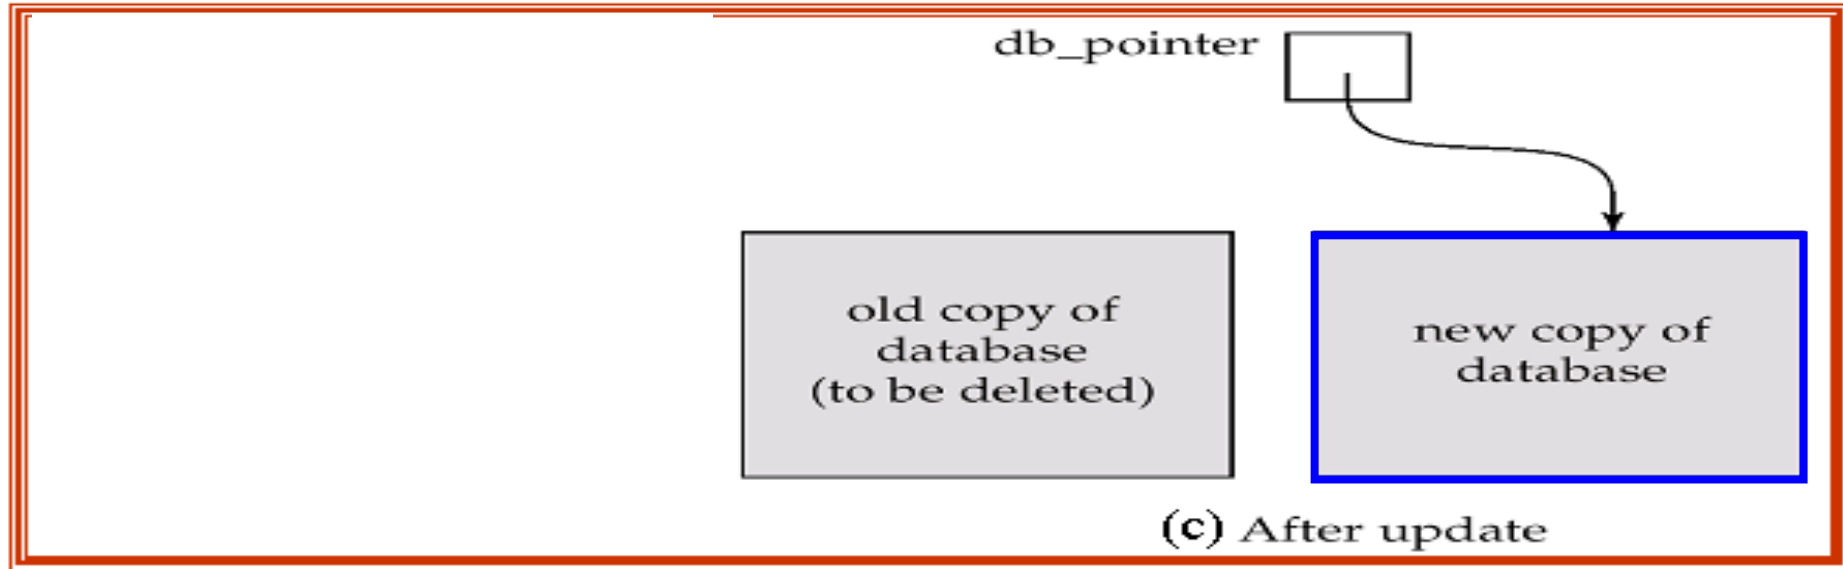 db_pointer
old copy of
database
(to be deleted)
new copy of
database
(c) After update